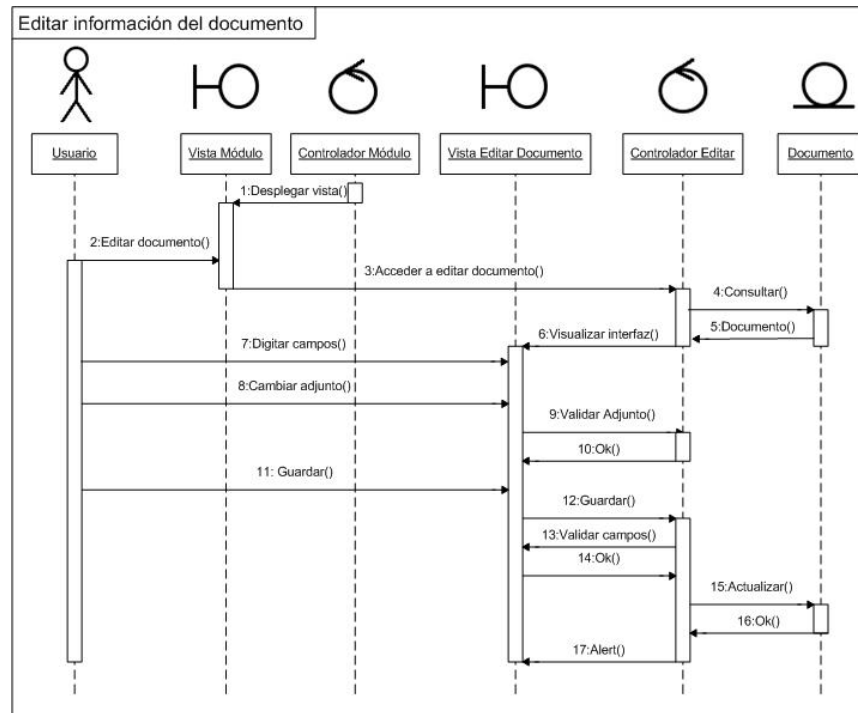 Editar información del documento
Usuario
Vista Módulo
Controlador Módulo
Vista Editar Documento
Controlador Editar
Documento
1:Desplegar vista()
2:Editar documento()
3:Acceder a editar documento()
4:Consultar()
5:Documento()
6:Visualizar interfaz()
7:Digitar campos()
8:Cambiar adjunto()
9:Validar Adjunto()
10:Ok()
11: Guardar()
12:Guardar()
13:Validar campos()
14:Ok()
15:Actualizar()
16:Ok()
17:Alert()